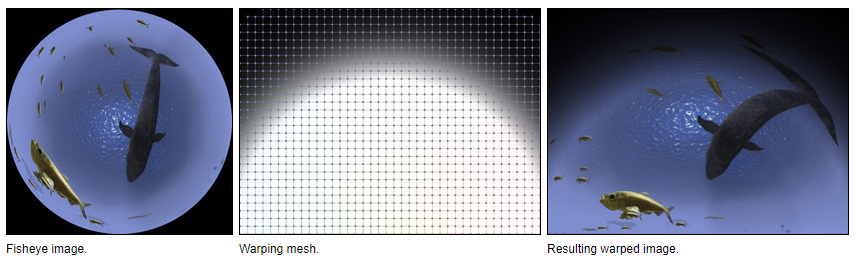 Fisheye image.
Warping mesh.
Resulting warped image.